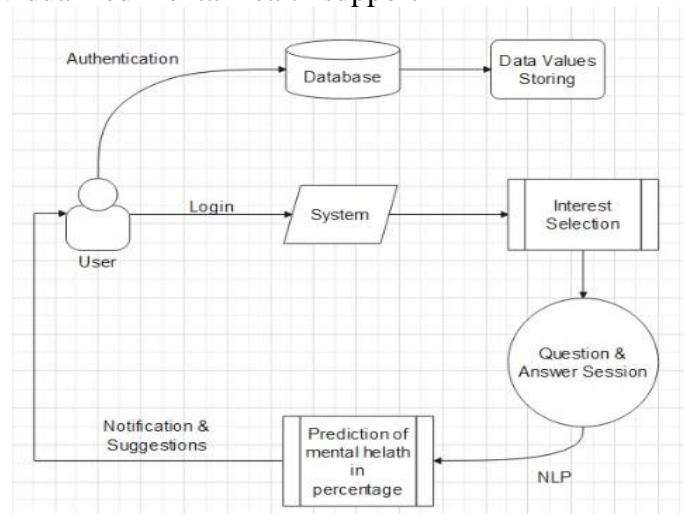 Authentication
Database
Data Values
Storing
Login
System
Interest
Selection
User
Question &
Answer Session
Notification &
Suggestions
Prediction of
mental helath
in
percentage
NLP